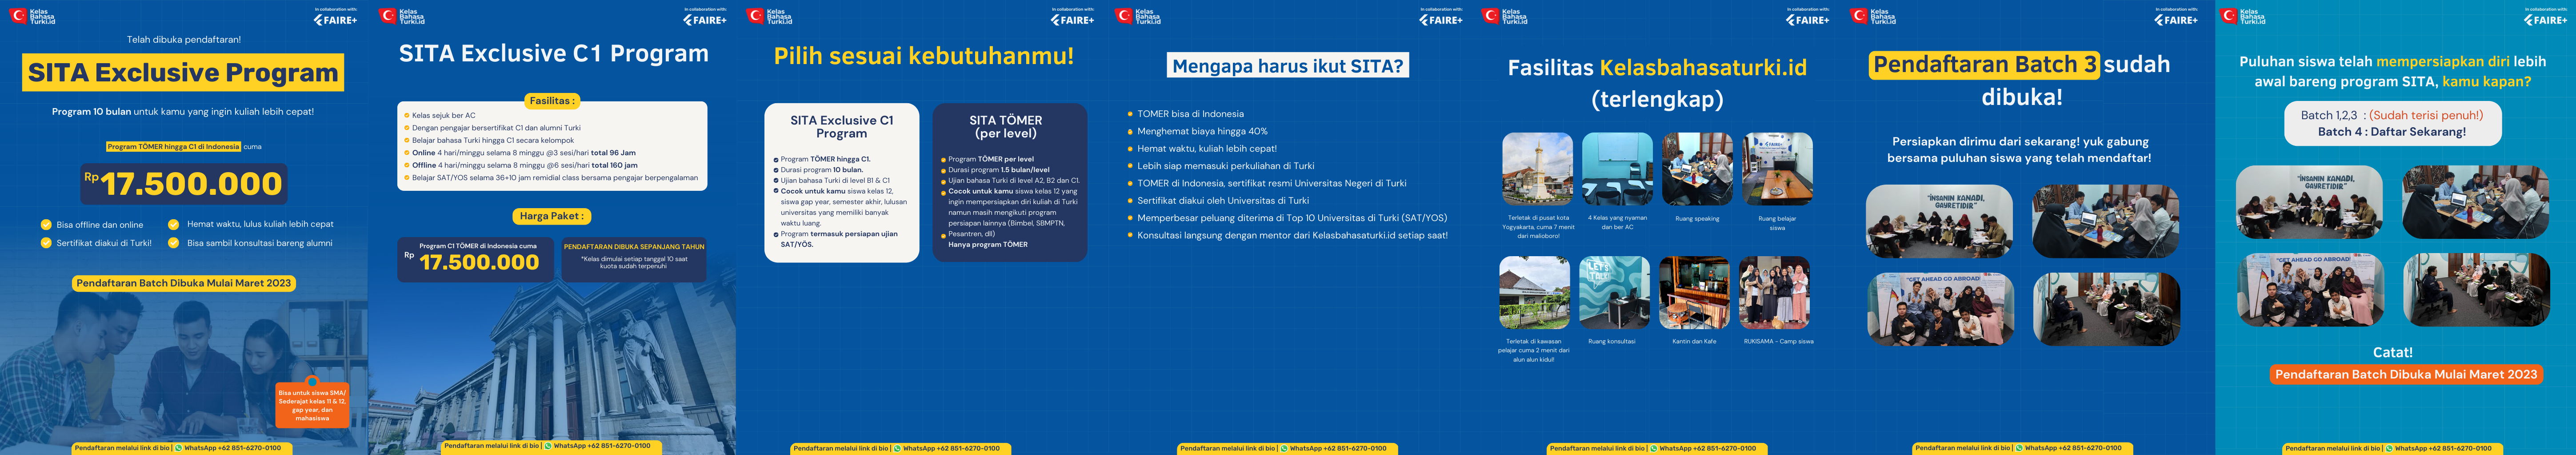 Kelas
Bahasa
Turki.id
In collaboration with:
FAIRE+
Telah dibuka pendaftaran!
SITA Exclusive Program
Program 10 bulan untuk kamu yang ingin kuliah lebih cepat!
Program TÖMER hingga C1 di Indonesia cuma
Rp 17.500.000
Bisa offline dan online
Hemat waktu, lulus kuliah lebih cepat
Sertifikat diakui di Turki!
Bisa sambil konsultasi bareng alumni
Pendaftaran Batch Dibuka Mulai Maret 2023
Bisa untuk siswa SMA/
Sederajat kelas 11 & 12,
gap year, dan
mahasiswa
Pendaftaran melalui link di bio | WhatsApp +62 851-6270-0100
Kelas
Bahasa
Turki.id
In collaboration with:
FAIRE+
SITA Exclusive C1 Program
Fasilitas :
Kelas sejuk ber AC
Dengan pengajar bersertifikat C1 dan alumni Turki
Belajar bahasa Turki hingga C1 secara kelompok
Online 4 hari/minggu selama 8 minggu @3 sesi/hari total 96 Jam
Offline 4 hari/minggu selama 8 minggu @6 sesi/hari total 160 jam
Belajar SAT/YOS selama 36+10 jam remidial class bersama pengajar berpengalaman
Harga Paket :
Program C1 TÖMER di Indonesia cuma
Rp 17.500.000
PENDAFTARAN DIBUKA SEPANJANG TAHUN
*Kelas dimulai setiap tanggal 10 saat
kuota sudah terpenuhi
Pendaftaran melalui link di bio | WhatsApp +62 851-6270-0100
Kelas
Bahasa
Turki.id
In collaboration with:
FAIRE+
Pilih sesuai kebutuhanmu!
SITA Exclusive C1
Program
Program TÖMER hingga C1.
Durasi program 10 bulan.
Ujian bahasa Turki di level B1 & C1
Cocok untuk kamu siswa kelas 12,
siswa gap year, semester akhir, lulusan
universitas yang memiliki banyak
waktu luang.
Program termasuk persiapan ujian
SAT/YÖS.
SITA TÖMER
(per level)
Program TÖMER per level
Durasi program 1.5 bulan/level
Ujian bahasa Turki di level A2, B2 dan C1.
Cocok untuk kamu siswa kelas 12 yang
ingin mempersiapkan diri kuliah di Turki
namun masih mengikuti program
persiapan lainnya (Bimbel, SBMPTN,
Pesantren, dll)
Hanya program TÖMER
Pendaftaran melalui link di bio | WhatsApp +62 851-6270-0100
Kelas
Bahasa
Turki.id
In collaboration with:
FAIRE+
Mengapa harus ikut SITA?
TOMER bisa di Indonesia
Menghemat biaya hingga 40%
Hemat waktu, kuliah lebih cepat!
Lebih siap memasuki perkuliahan di Turki
TOMER di Indonesia, sertifikat resmi Universitas Negeri di Turki
Sertifikat diakui oleh Universitas di Turki
Memperbesar peluang diterima di Top 10 Universitas di Turki (SAT/YOS)
Konsultasi langsung dengan mentor dari Kelasbahasaturki.id setiap saat!
Pendaftaran melalui link di bio | WhatsApp +62 851-6270-0100
Kelas
Bahasa
Turki.id
In collaboration with:
FAIRE+
Fasilitas Kelasbahasaturki.id
(terlengkap)
Terletak di pusat kota
Yogyakarta, cuma 7 menit
dari malioboro!
4 Kelas yang nyaman
dan ber AC
Ruang speaking
Ruang belajar
siswa
LET'S
TALK!
Terletak di kawasan
pelajar cuma 2 menit dari
alun alun kidul!
Ruang konsultasi
Kantin dan Kafe
RUKISAMA - Camp siswa
Pendaftaran melalui link di bio | WhatsApp +62 851-6270-0100
Kelas
Bahasa
Turki.id
In collaboration with:
FAIRE+
Pendaftaran Batch 3 sudah
dibuka!
Persiapkan dirimu dari sekarang! yuk gabung
bersama puluhan siswa yang telah mendaftar!
"İNSANIN KANADI,
GAYRETIDIR"
"GET AHEAD GO ABROAD!
Pendaftaran melalui link di bio | WhatsApp +62 851-6270-0100
Kelas
Bahasa
Turki.id
In collaboration with:
FAIRE+
Puluhan siswa telah mempersiapkan diri lebih
awal bareng program SITA, kamu kapan?
Batch 1,2,3 : (Sudah terisi penuh!)
Batch 4 : Daftar Sekarang!
"İNSANIN KANADI,
GAYRETIDIR"
"GET AHEAD GO ABROAD!
Catat!
Pendaftaran Batch Dibuka Mulai Maret 2023
Pendaftaran melalui link di bio | WhatsApp +62 851-6270-0100